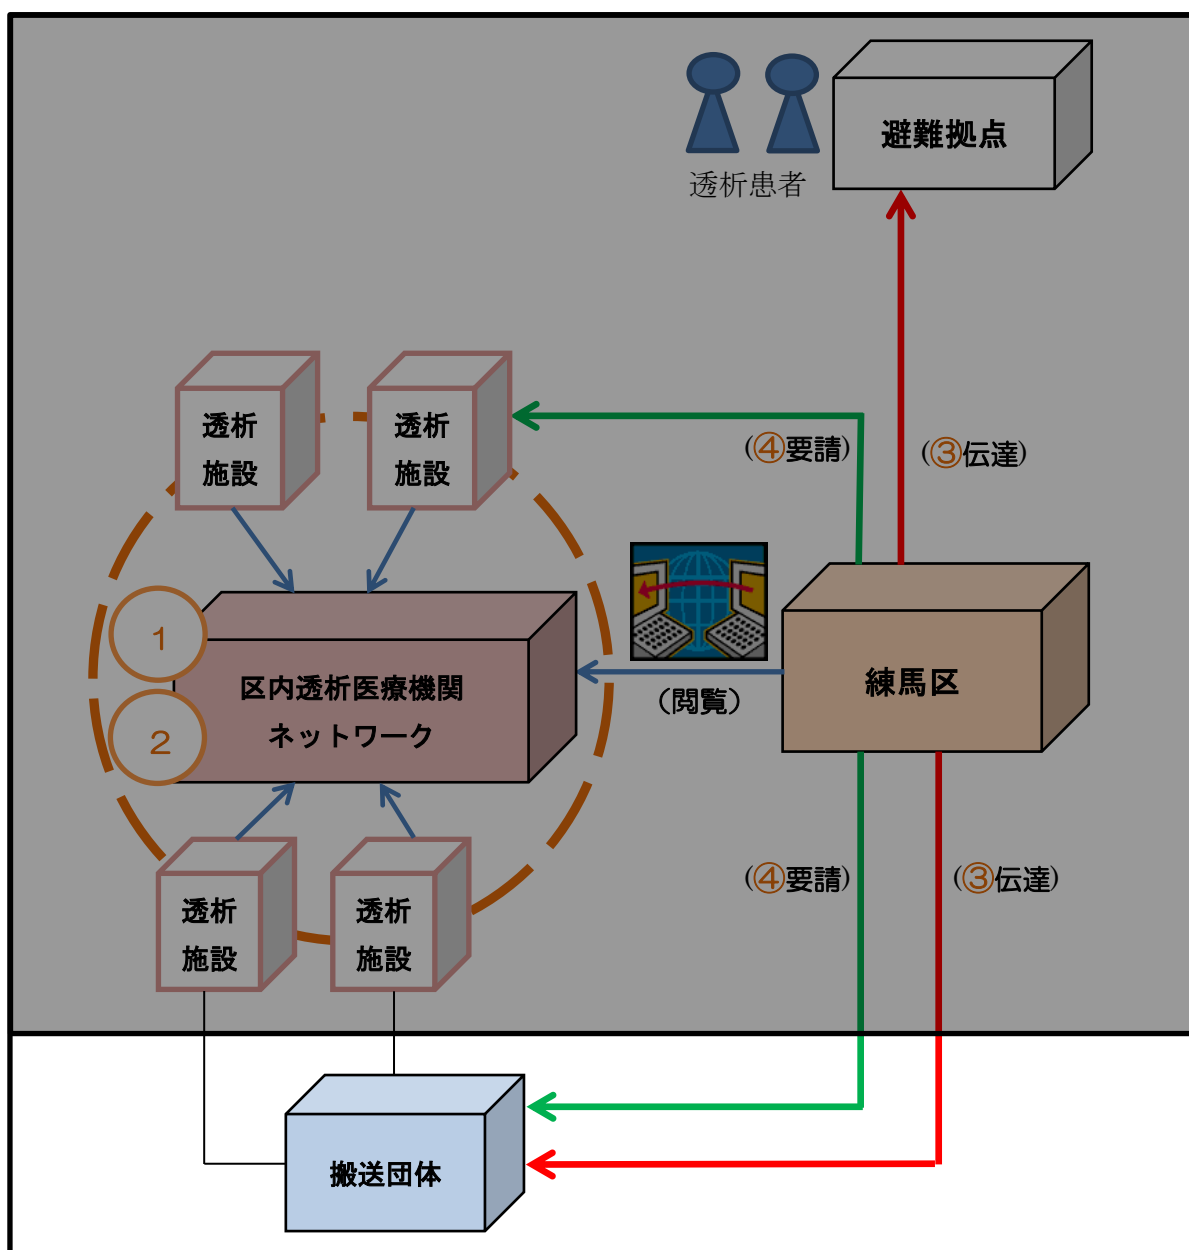 避難拠点
透析患者
透析
施設
透析
施設
(④要請)
(③伝達)
1
区内透析医療機関
ネットワーク
2
(閲覧)
練馬区
(④要請)
(③伝達)
透析
施設
透析
施設
搬送団体